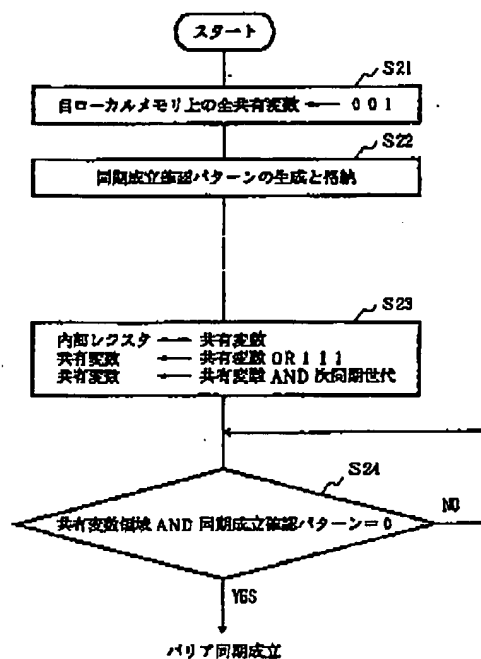 スタート
S21
自ローカルメモリ上の全共有変数 ← 001
S22
同期成立確認パターンの生成と格納
S23
内部レジスタ ← 共有変数
共有変数 ← 共有変数 OR 111
共有変数 ← 共有変数 AND 次同期世代
S24
共有変数領域 AND 同期成立確認パターン=0
NO
YES
バリア同期成立